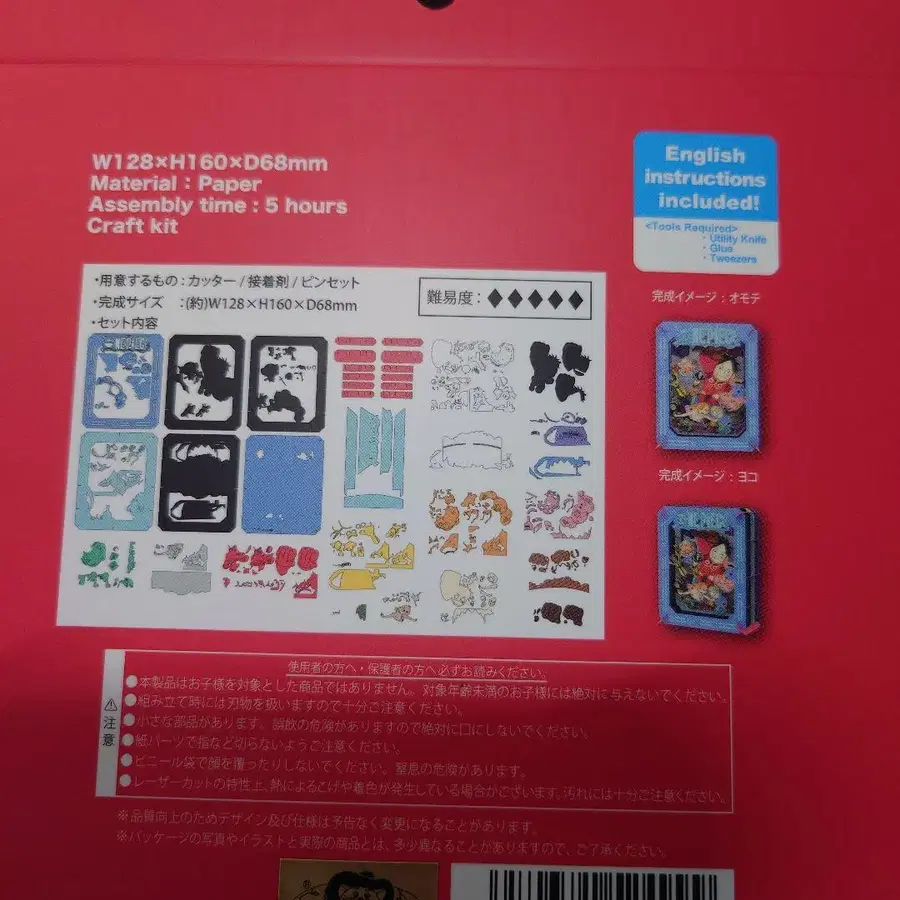 W128×H160×D68mm
Material : Paper
Assembly time : 5 hours
Craft kit
English
instructions
included!
<Tools Required>
・Utility Knife
・Glue
・Tweezers
・用意するもの：カッター / 接着剤 / ピンセット
・完成サイズ　：(約)W128×H160×D68mm
・セット内容
難易度：◆◆◆◆◆
完成イメージ：オモテ
完成イメージ：ヨコ
使用者の方へ・保護者の方へ必ずお読みください。
⚠注意
●本製品はお子様を対象とした商品ではありません。対象年齢未満のお子様には絶対に与えないでください。
●組み立て時には刃物を扱いますので十分ご注意ください。
●小さな部品があります。誤飲の危険がありますので絶対に口にしないでください。
●紙パーツで指など切らないようご注意ください。
●ビニール袋で顔を覆ったりしないでください。窒息の危険があります。
●レーザーカットの特性上、熱によるこげや着色が発生している場合がございます。汚れには十分ご注意ください。
※品質向上のためデザイン及び仕様は予告なく変更になることがあります。
※パッケージの写真やイラストと実際の商品とは、多少異なることがありますので、ご了承ください。